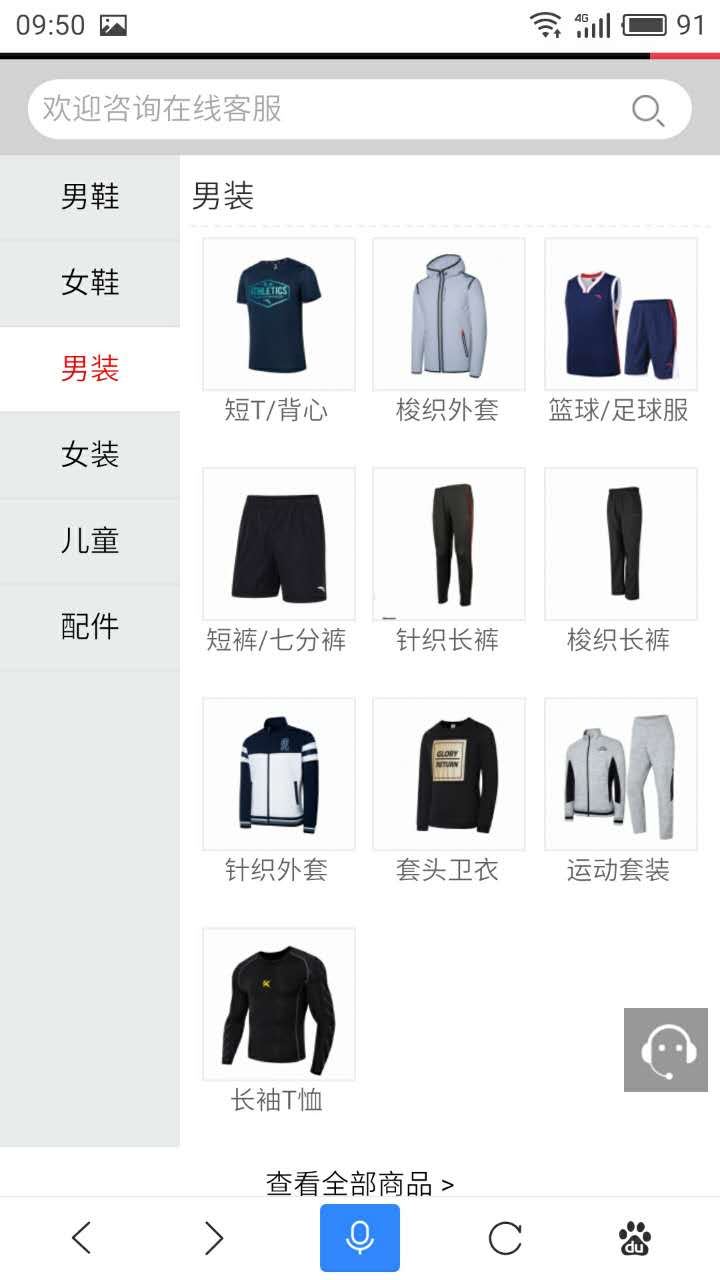 09:50
4G
91
欢迎咨询在线客服
男鞋
女鞋
男装
女装
儿童
配件
男装
ATHLETICS
短T/背心
梭织外套
篮球/足球服
短裤/七分裤
针织长裤
梭织长裤
针织外套
GLORY
RETURN
套头卫衣
运动套装
长袖T恤
查看全部商品 >
du